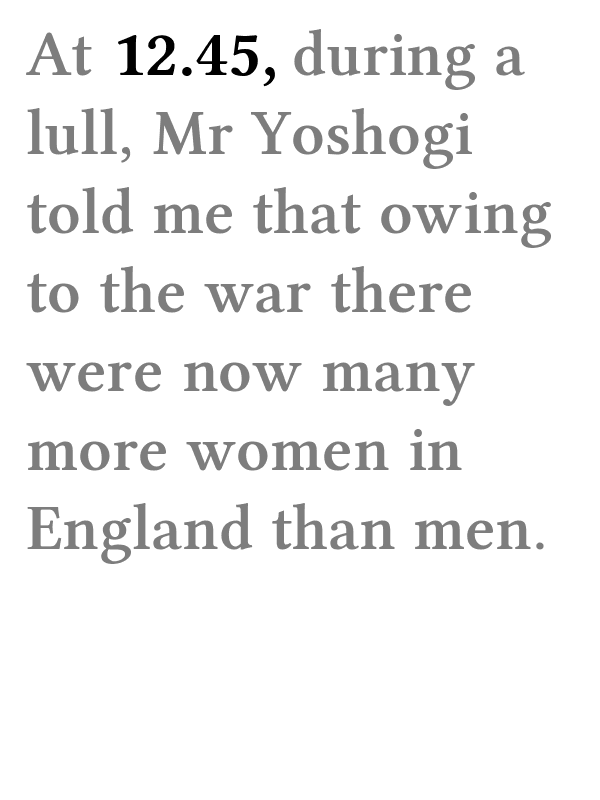 At 12.45, during a
lull, Mr Yoshogi
told me that owing
to the war there
were now many
more women in
England than men.